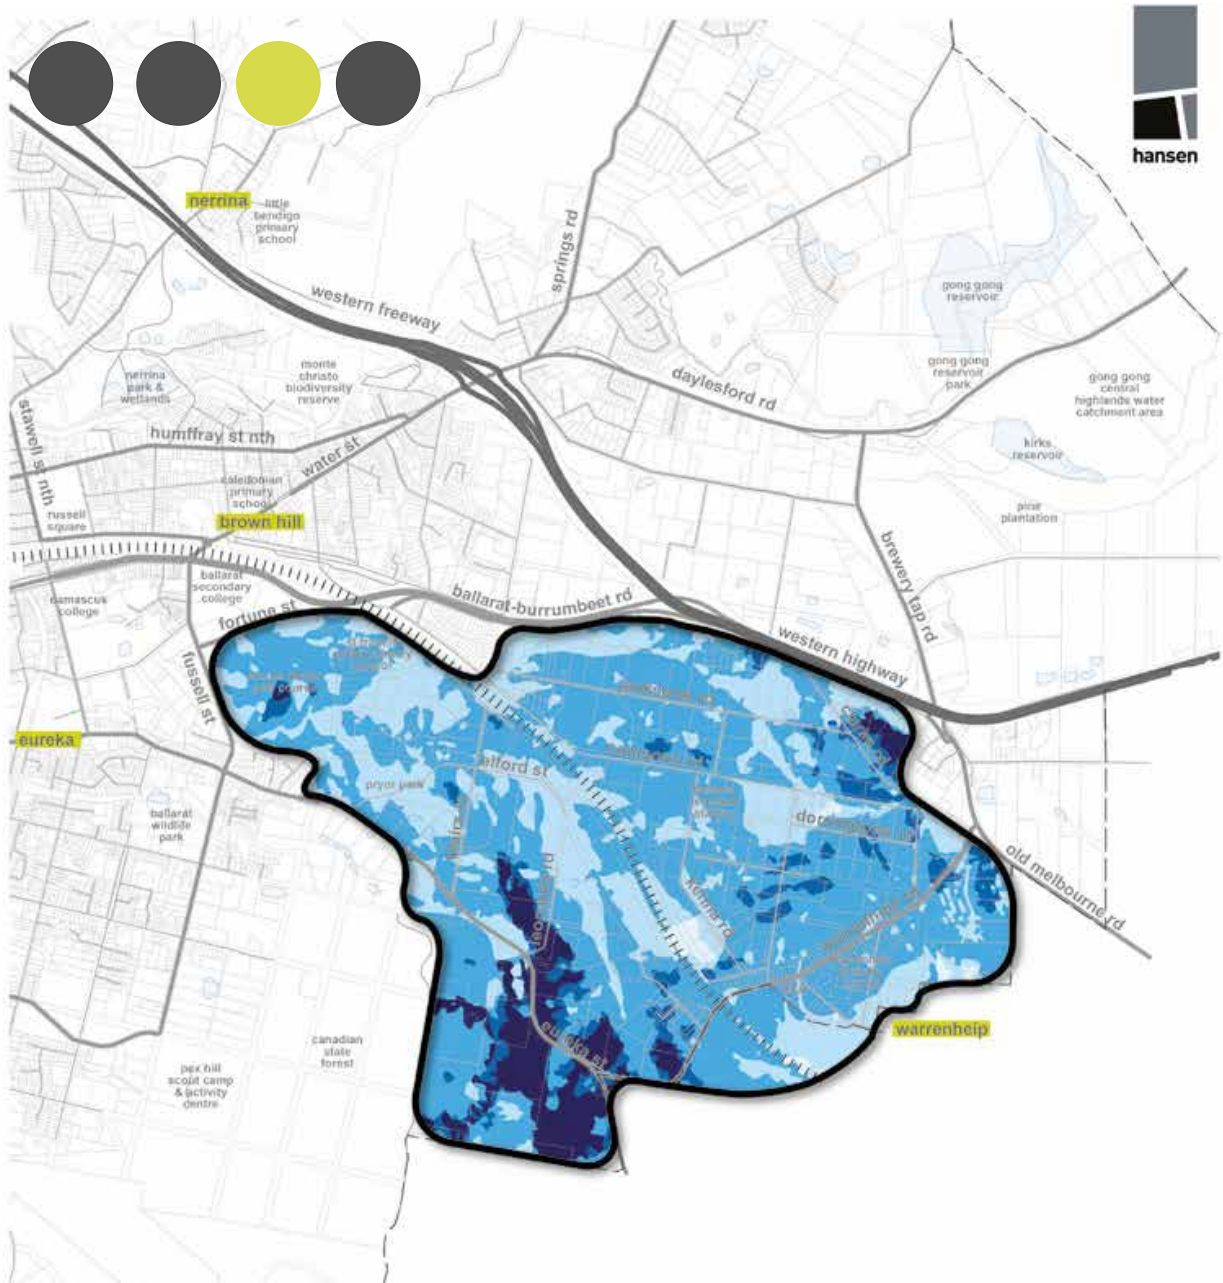 hansen
nerrina
little
bendigo
primary
school
springs rd
western freeway
gong gong
reservoir
nerrina
park &
wetlands
monte
christo
biodiversity
reserve
daylesford rd
gong gong
reservoir
park
gong gong
central
highlands water
catchment area
stawell st nth
humffray st nth
water st
kirks
reservoir
caledonian
primary
school
russell
square
brown hill
pine
plantation
brewery tap rd
ballarat
secondary
college
damascus
college
fortune st
ballarat-burrumbeet rd
western highway
fussell st
eureka
pryor park
ballarat
wildlife
park
old melbourne rd
eureka st
warrenheip
canadian
state
forest
pax hill
scout camp
& activity
centre